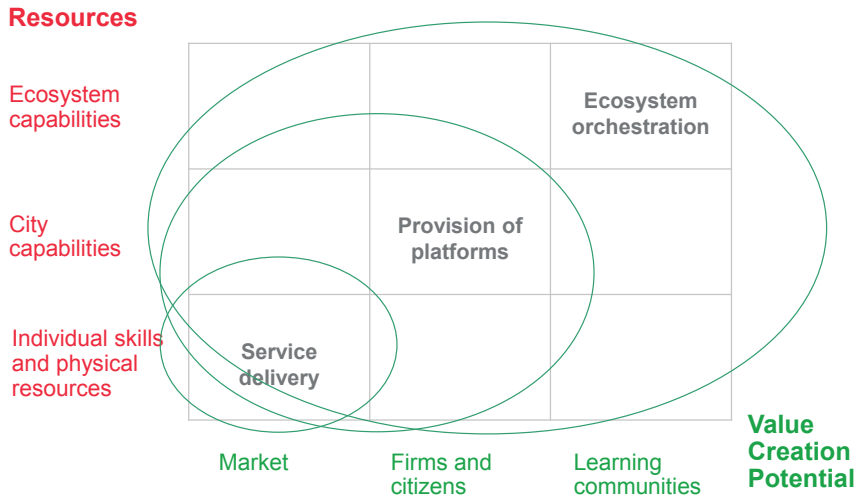 Resources
Ecosystem
capabilities
Ecosystem
orchestration
City
capabilities
Provision of
platforms
Individual skills
and physical
resources
Service
delivery
Market
Firms and
citizens
Learning
communities
Value
Creation
Potential